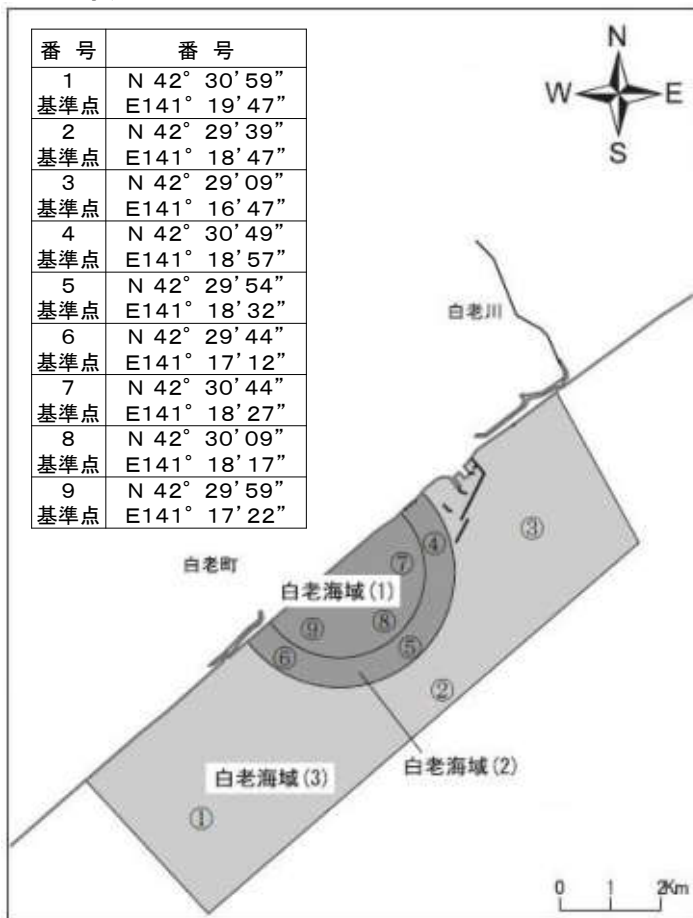 番 号 番 号
1 N 42° 30’59”
基準点 E141° 19’47”
2 N 42° 29’39”
基準点 E141° 18’47”
3 N 42° 29’09”
基準点 E141° 16’47”
4 N 42° 30’49”
基準点 E141° 18’57”
5 N 42° 29’54”
基準点 E141° 18’32”
6 N 42° 29’44”
基準点 E141° 17’12”
7 N 42° 30’44”
基準点 E141° 18’27”
8 N 42° 30’09”
基準点 E141° 18’17”
9 N 42° 29’59”
基準点 E141° 17’22”
N
W E
S
白老川
③
④
白老町
⑦
白老海域(1)
⑧
⑨
⑤
⑥
②
白老海域(2)
白老海域(3)
①
0 1 2Km